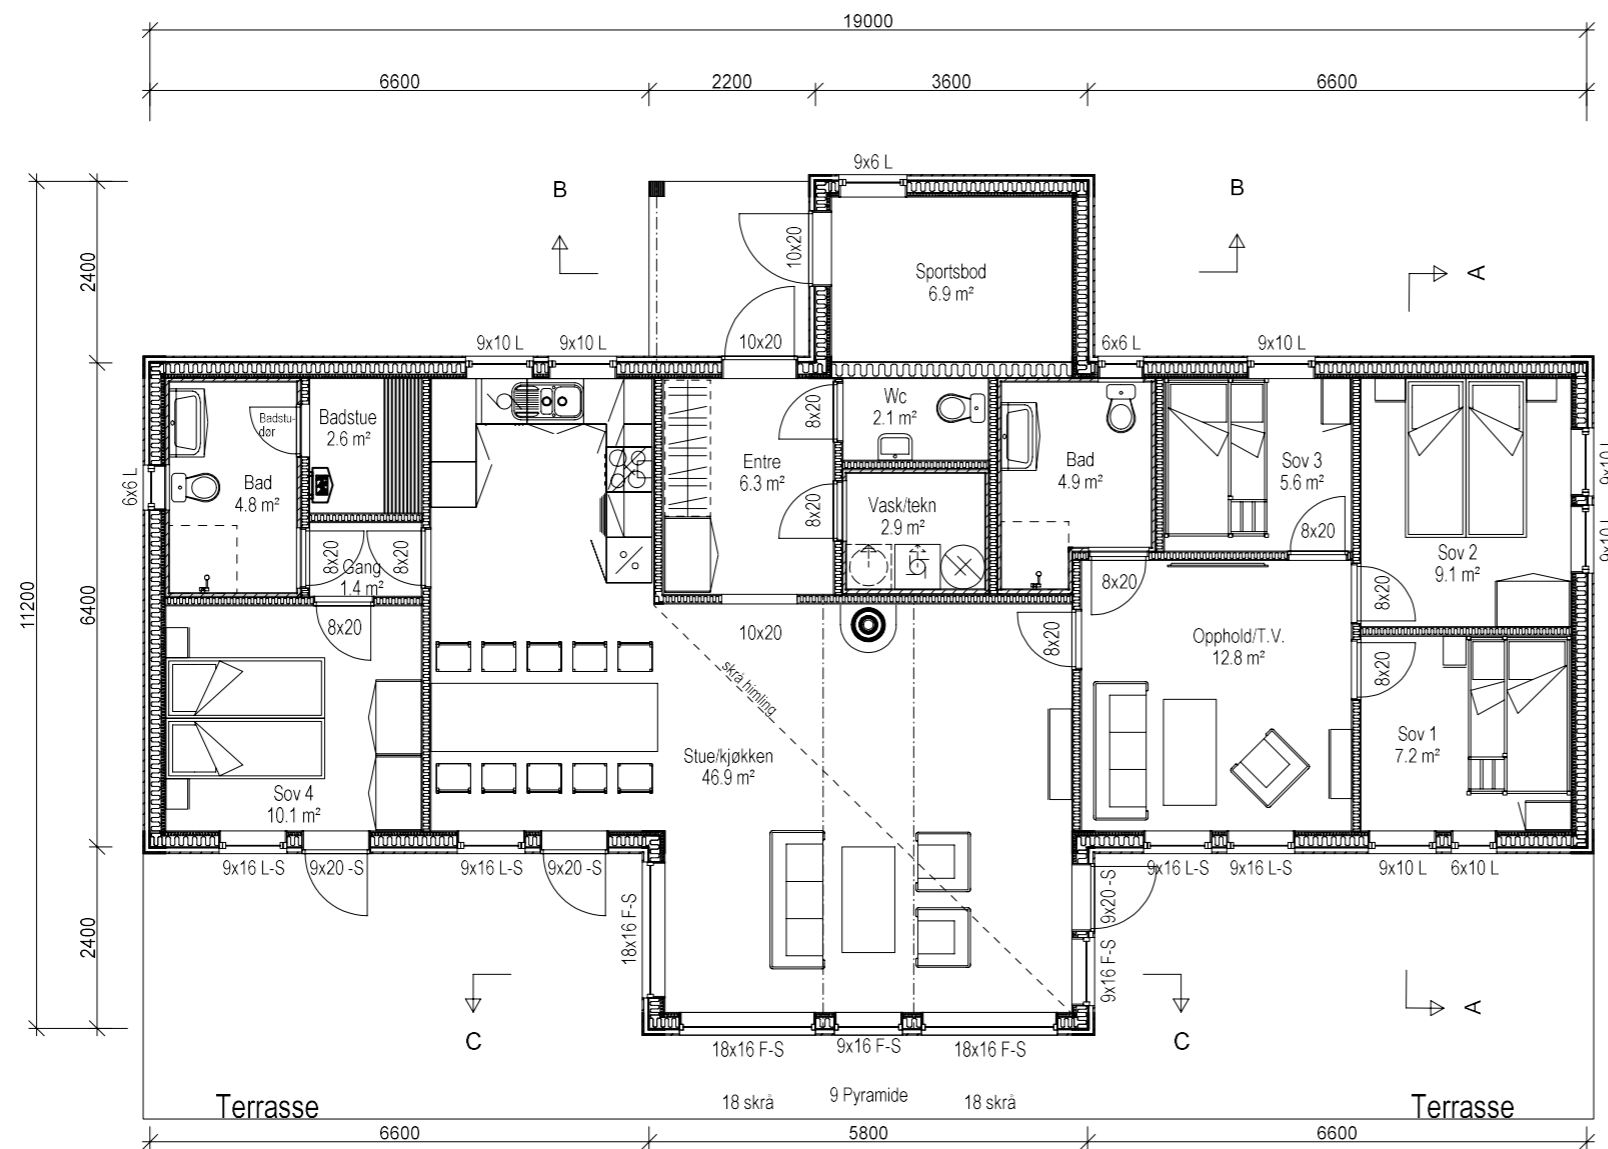 19000
6600
2200
3600
6600
9x6 L
B
B
10x20
Sportsbod
6.9 m²
A
2400
9x10 L
9x10 L
10x20
6x6 L
9x10 L
Badstu-
dør
Badstue
2.6 m²
8x20
Wc
2.1 m²
Bad
4.8 m²
6x6 L
Entre
6.3 m²
8x20
Vask/tekn
2.9 m²
Bad
4.9 m²
Sov 3
5.6 m²
8x20
9x10 L
9x10 L
Sov 2
9.1 m²
8x20
8x20
8x20
Gang
1.4 m²
8x20
8x20
11200
6400
8x20
10x20
8x20
Opphold/T.V.
12.8 m²
8x20
skrå himling
Stue/kjøkken
46.9 m²
Sov 1
7.2 m²
Sov 4
10.1 m²
9x16 L-S
9x20 -S
9x16 L-S
9x20 -S
9x16 L-S
9x16 L-S
9x10 L
6x10 L
9x20 -S
18x16 F-S
9x16 F-S
2400
C
C
A
18x16 F-S
9x16 F-S
18x16 F-S
18 skrå
9 Pyramide
18 skrå
Terrasse
Terrasse
6600
5800
6600